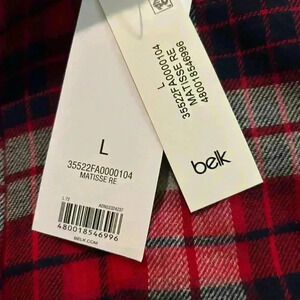 L
35522FA0000104
MATISSE RE
480018546996
BELK.COM
L
35522FA0000104
MATISSE RE
480018546996
belk